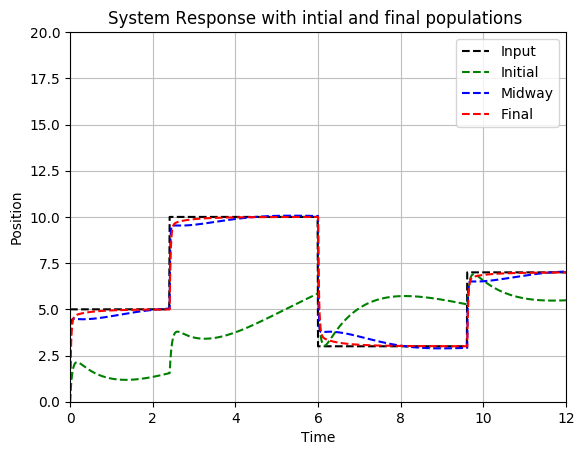 System Response with intial and final populations
20.0
17.5
15.0
12.5
10.0
7.5
5.0
2.5
0.0
Position
Input
Initial
Midway
Final
0 2 4 6 8 10 12
Time